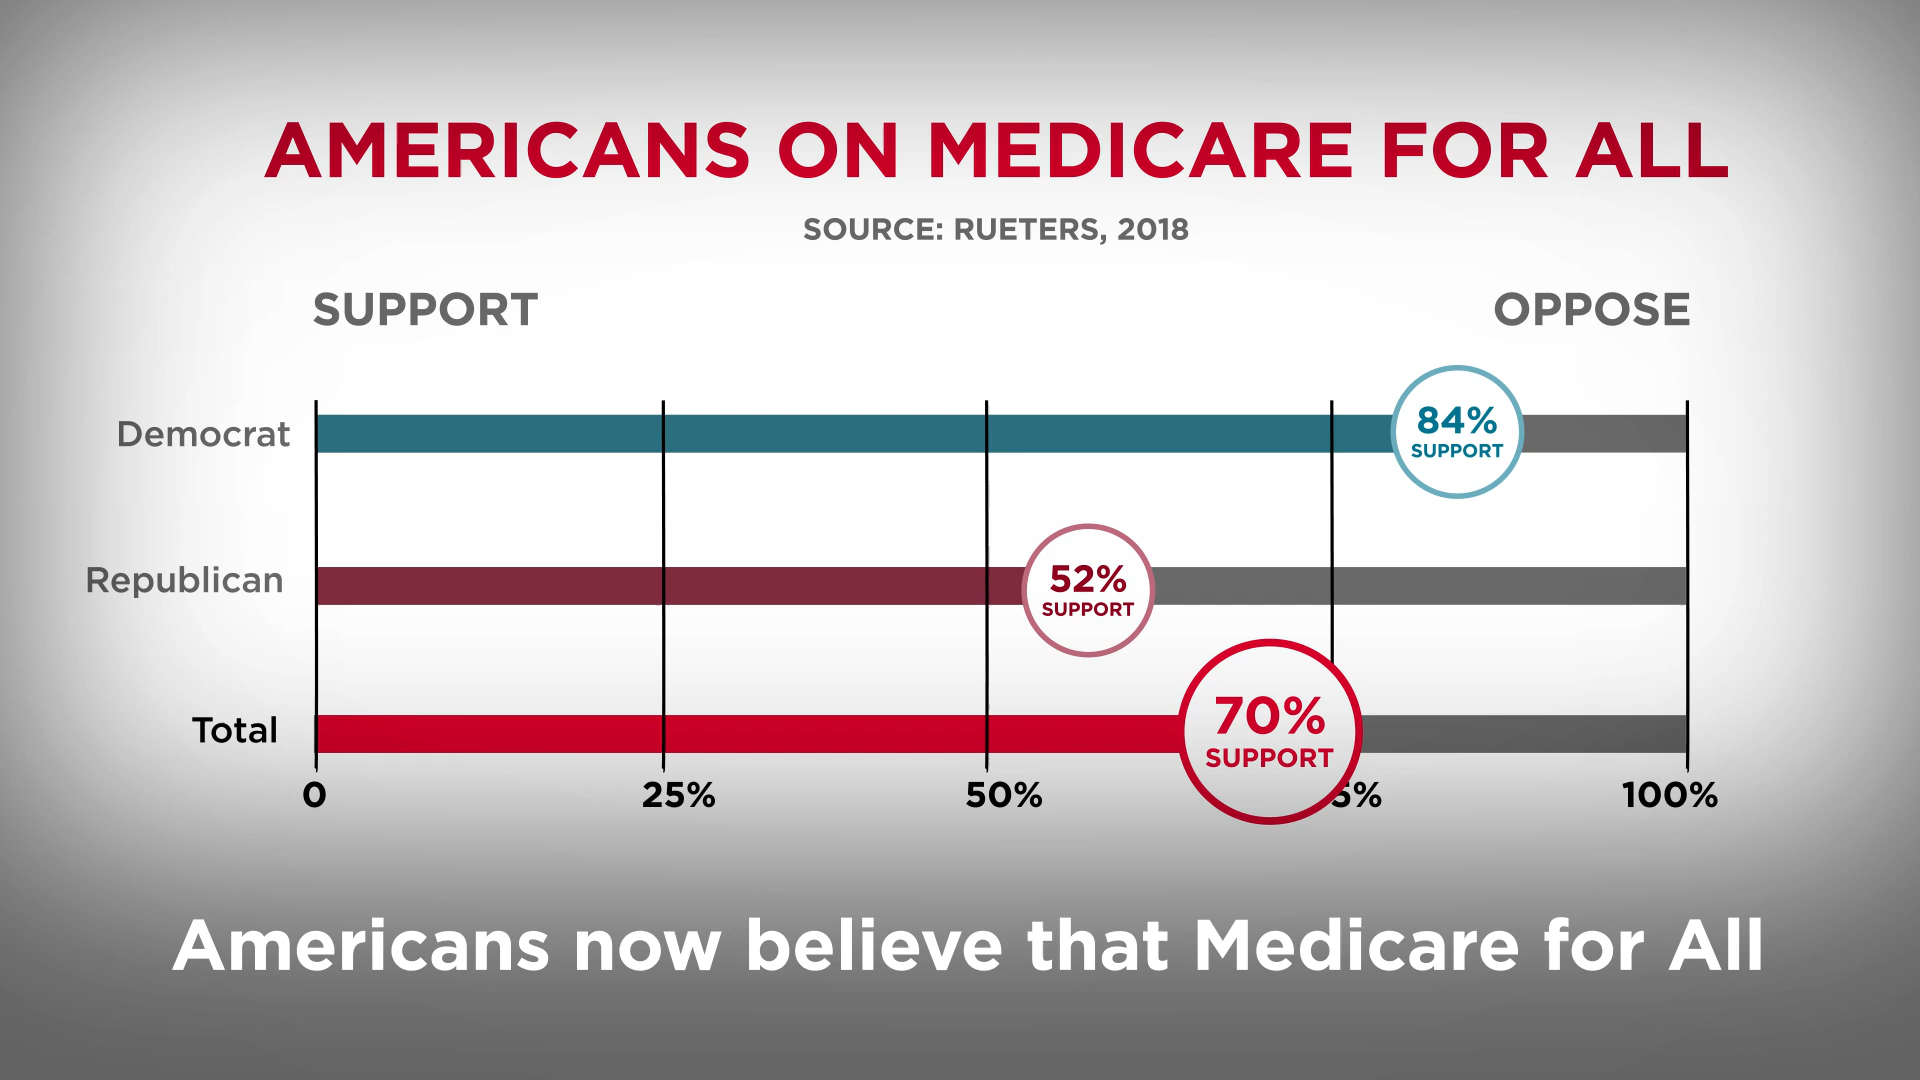 AMERICANS ON MEDICARE FOR ALL
SOURCE: RUETERS, 2018
SUPPORT OPPOSE
Democrat 84% SUPPORT
Republican 52% SUPPORT
Total 70% SUPPORT
0 25% 50% 5% 100%
Americans now believe that Medicare for All